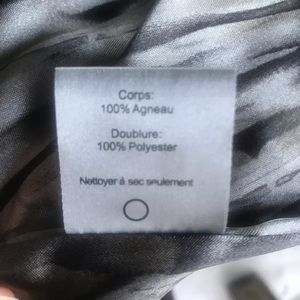 Corps:
100% Agneau
Doublure:
100% Polyester
Nettoyer à sec seulement